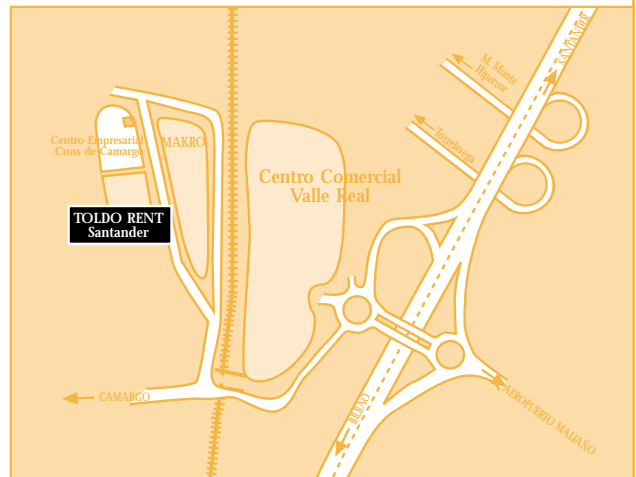 SANTANDER
M. Monte
Hipercor
Torrelavega
Centro Empresarial
Cross de Camargo
MAKRO
Centro Comercial
Valle Real
TOLDO RENT
Santander
CAMARGO
BILBAO
AEROPUERTO MALIAÑO